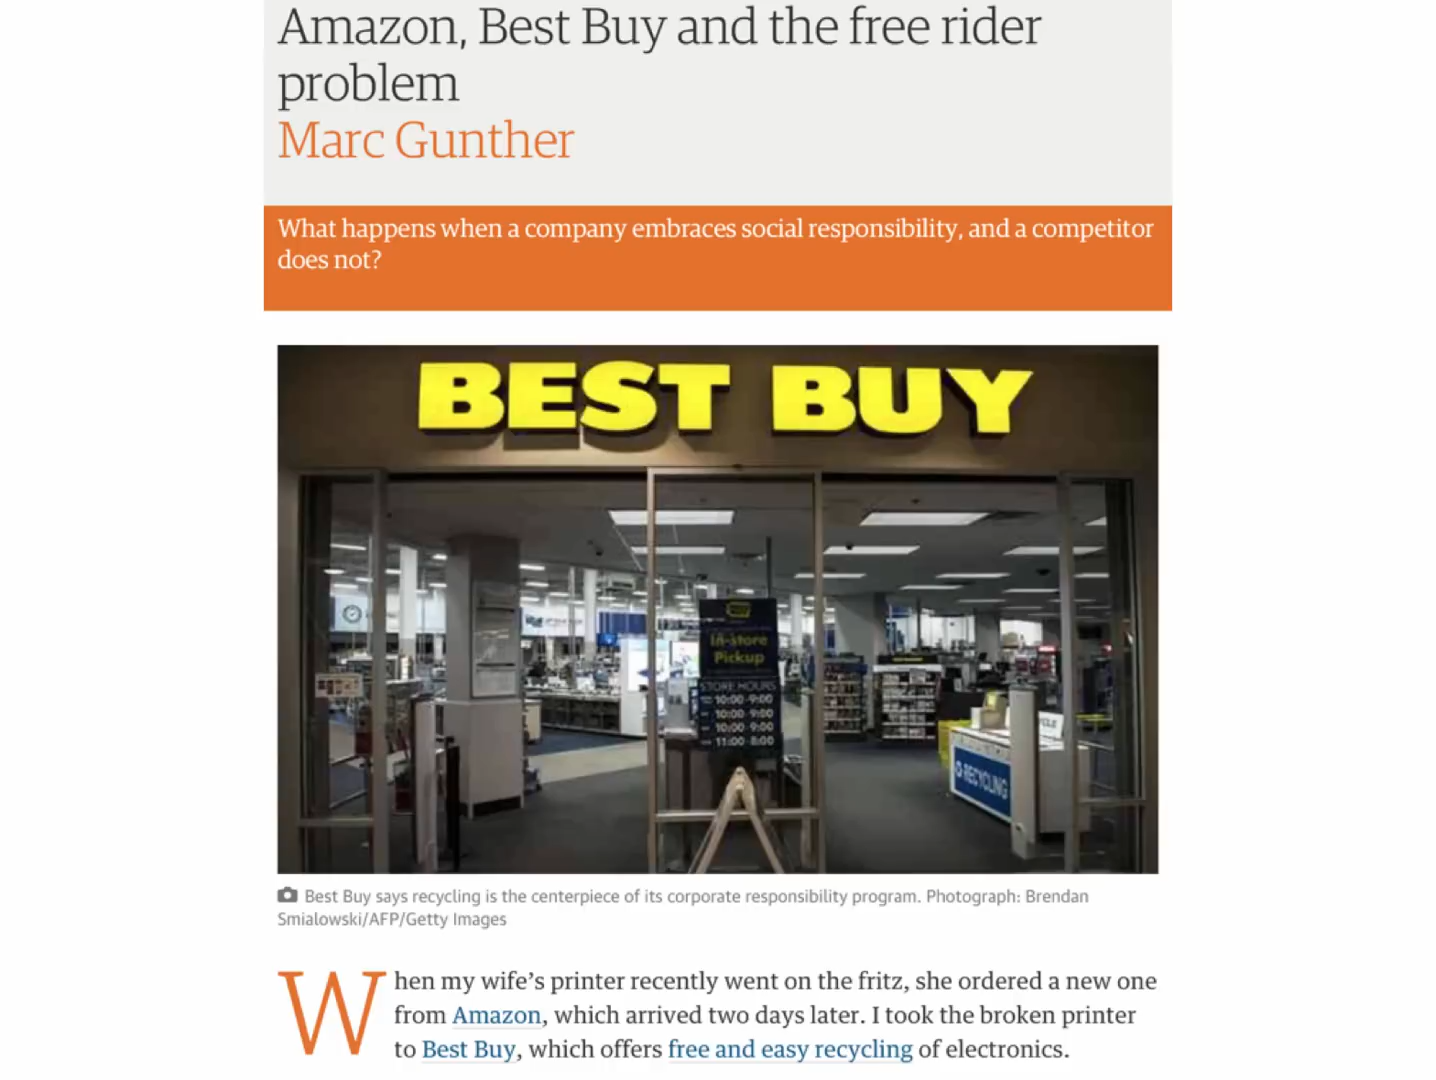 Amazon, Best Buy and the free rider
problem
Marc Gunther
What happens when a company embraces social responsibility, and a competitor
does not?
BEST BUY
In-store
Pickup
STORE HOURS
10:00-9:00
10:00-9:00
10:00-9:00
11:00-8:00
RECYCLING
Best Buy says recycling is the centerpiece of its corporate responsibility program. Photograph: Brendan
Smialowski/AFP/Getty Images
When my wife’s printer recently went on the fritz, she ordered a new one
from Amazon, which arrived two days later. I took the broken printer
to Best Buy, which offers free and easy recycling of electronics.